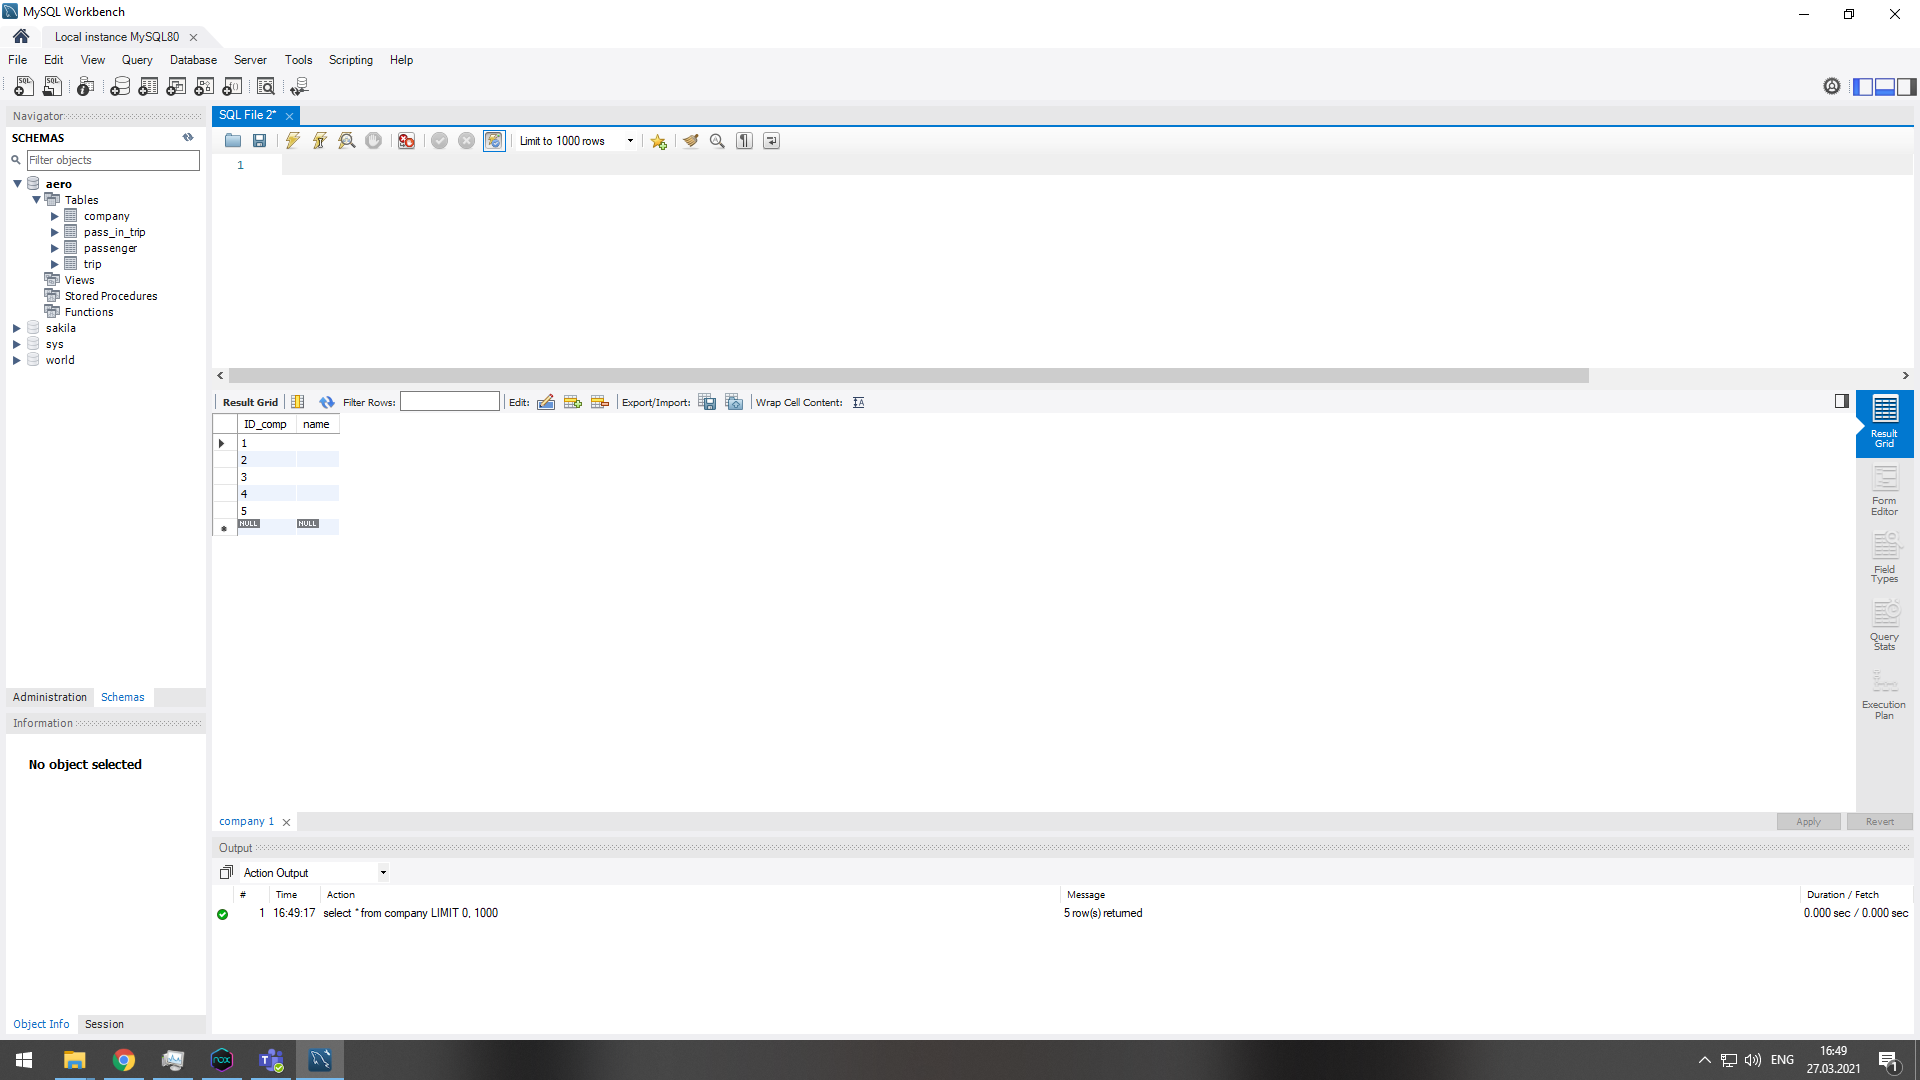 MySQL Workbench
Local instance MySQL80
File Edit View Query Database Server Tools Scripting Help
Navigator
SCHEMAS
Filter objects
aero
Tables
company
pass_in_trip
passenger
trip
Views
Stored Procedures
Functions
sakila
sys
world
Administration Schemas
Information
No object selected
Object Info Session
SQL File 2*
Limit to 1000 rows
1
Result Grid Filter Rows: Edit: Export/Import: Wrap Cell Content:
ID_comp name
1
2
3
4
5
NULL NULL
Result
Grid
Form
Editor
Field
Types
Query
Stats
Execution
Plan
company 1
Apply Revert
Output
Action Output
# Time Action Message Duration / Fetch
1 16:49:17 select * from company LIMIT 0, 1000 5 row(s) returned 0.000 sec / 0.000 sec
nox
ENG
16:49
27.03.2021
1